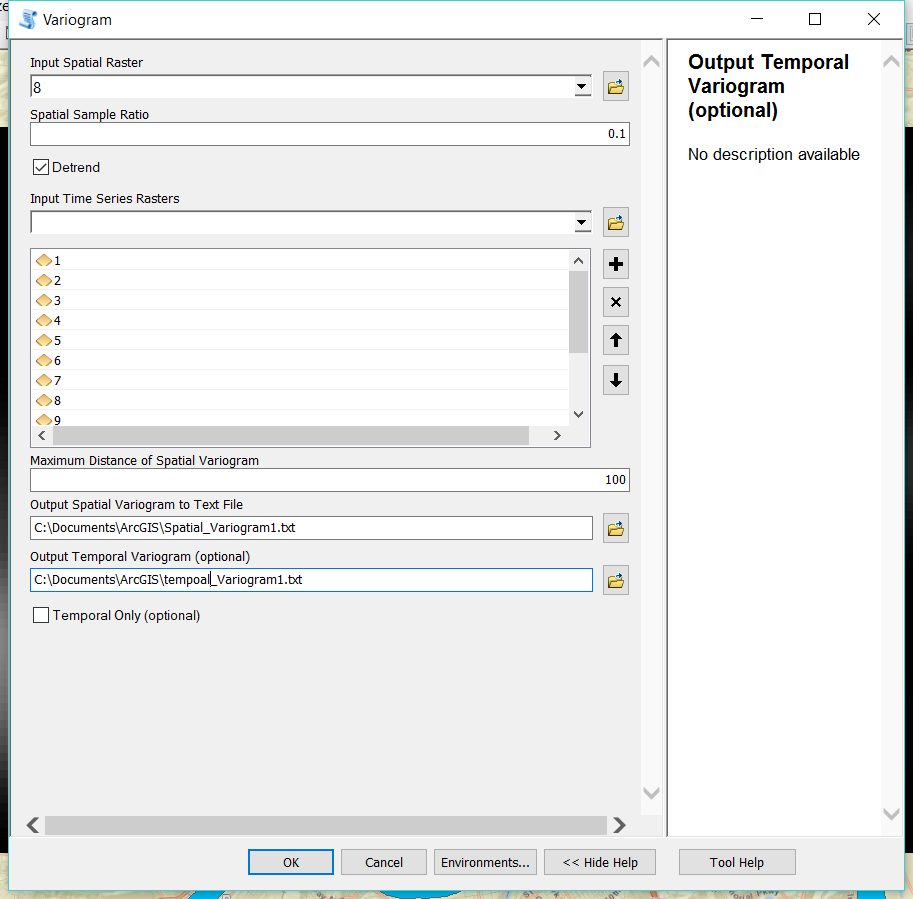 Variogram
Input Spatial Raster
8
Spatial Sample Ratio
0.1
Detrend
Input Time Series Rasters
1
2
3
4
5
6
7
8
9
Maximum Distance of Spatial Variogram
100
Output Spatial Variogram to Text File
C:\Documents\ArcGIS\Spatial_Variogram1.txt
Output Temporal Variogram (optional)
C:\Documents\ArcGIS\tempoal_Variogram1.txt
Temporal Only (optional)
OK
Cancel
Environments...
<< Hide Help
Tool Help
Output Temporal
Variogram
(optional)
No description available